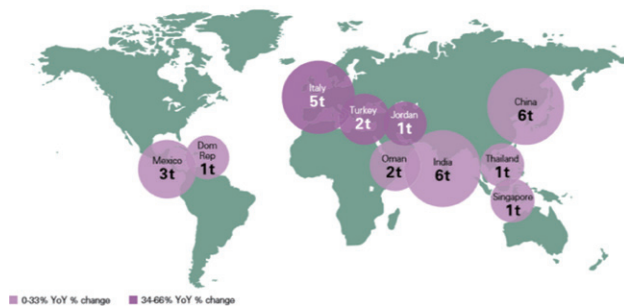 Italy
5t
Turkey
2t
Jordan
1t
China
6t
Mexico
3t
Dom
Rep
1t
Oman
2t
India
6t
Thailand
1t
Singapore
1t
0-33% YoY % change
34-66% YoY % change